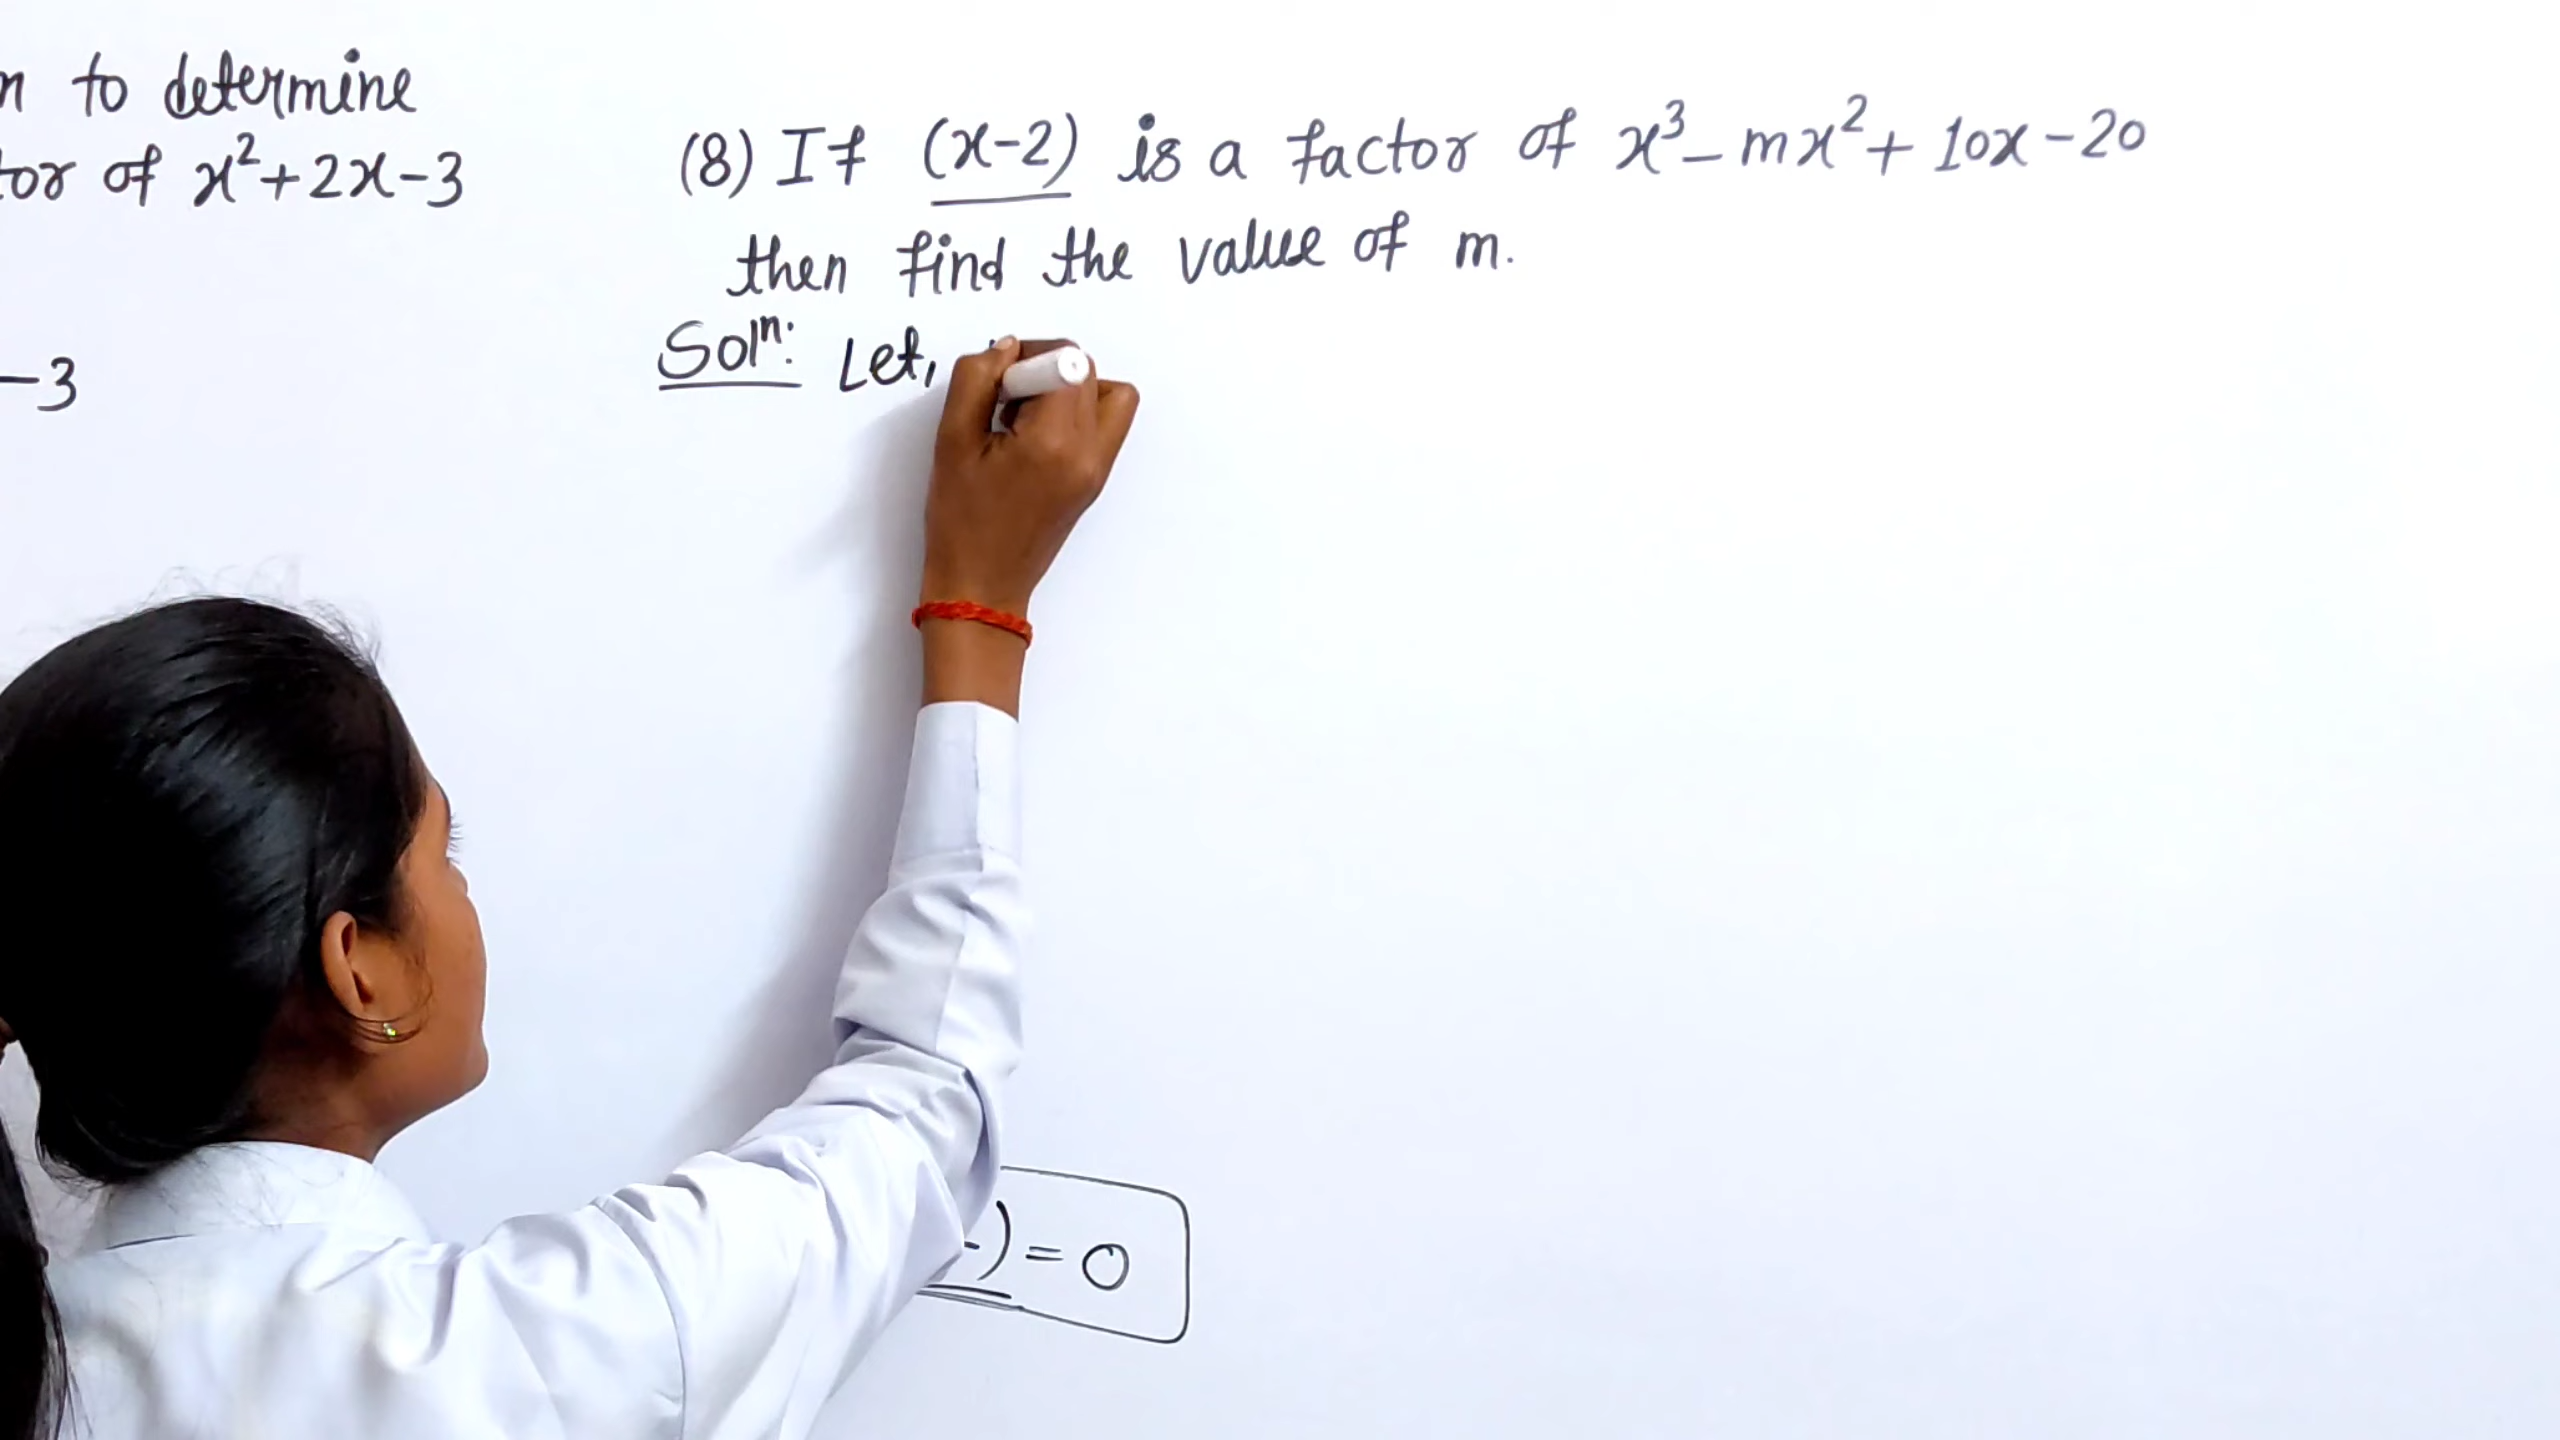 to determine
of x²+2x-3
-3
(8) If (x-2) is a factor of x³-mx²+10x-20
then find the value of m.
Solⁿ: Let,
) = 0